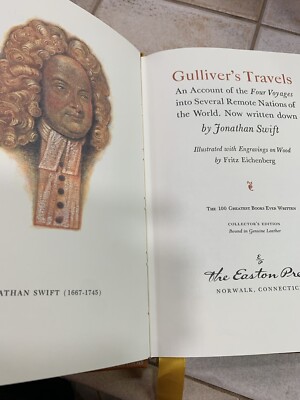 Gulliver's Travels
An Account of the Four Voyages
into Several Remote Nations of
the World. Now written down
by Jonathan Swift
Illustrated with Engravings on Wood
by Fritz Eichenberg
THE 100 GREATEST BOOKS EVER WRITTEN
COLLECTOR'S EDITION
Bound in Genuine Leather
The Easton Pre
NORWALK, CONNECTIC
ATHAN SWIFT (1667-1745)